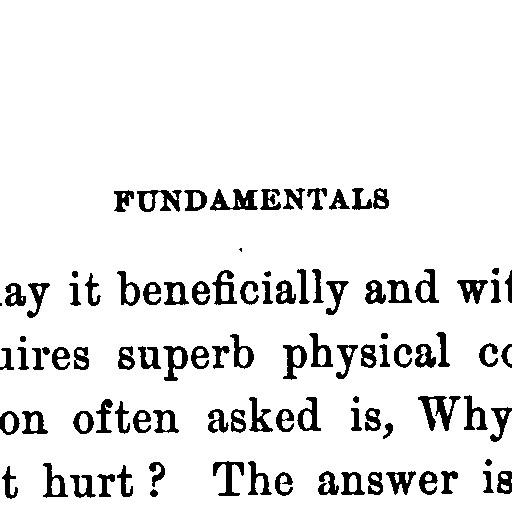 FUNDAMENTALS
ay it beneficially and wit
uires superb physical co
on often asked is, Why
t hurt? The answer is